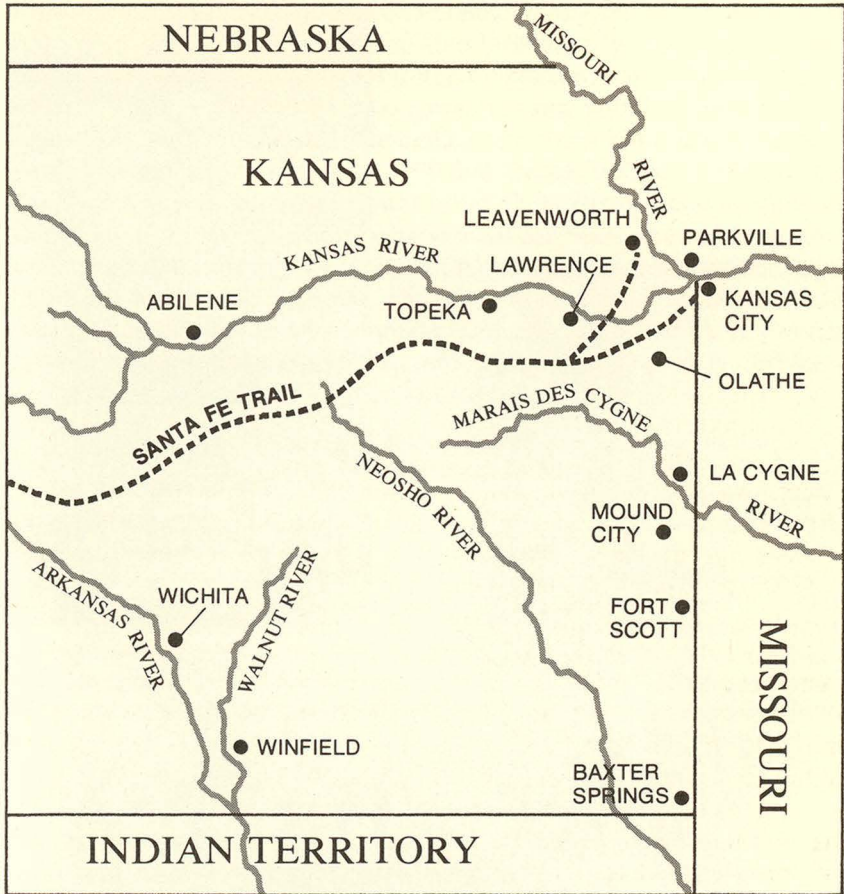 NEBRASKA
MISSOURI
RIVER
KANSAS
LEAVENWORTH
PARKVILLE
KANSAS RIVER
LAWRENCE
ABILENE
TOPEKA
KANSAS
CITY
OLATHE
SANTA FE TRAIL
MARAIS DES CYGNE
RIVER
LA CYGNE
NEOSHO RIVER
MOUND
CITY
ARKANSAS RIVER
WICHITA
WALNUT RIVER
FORT
SCOTT
MISSOURI
WINFIELD
BAXTER
SPRINGS
INDIAN TERRITORY